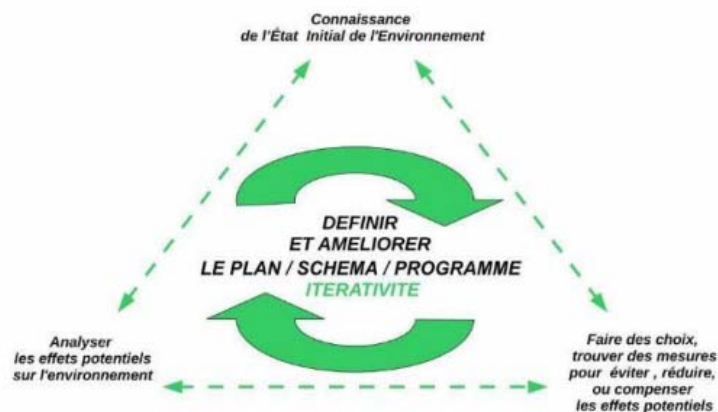 Connaissance
de l'État Initial de l'Environnement
DEFINIR
ET AMELIORER
LE PLAN / SCHEMA / PROGRAMME
ITERATIVITE
Analyser
les effets potentiels
sur l'environnement
Faire des choix,
trouver des mesures
pour éviter , réduire,
ou compenser
les effets potentiels